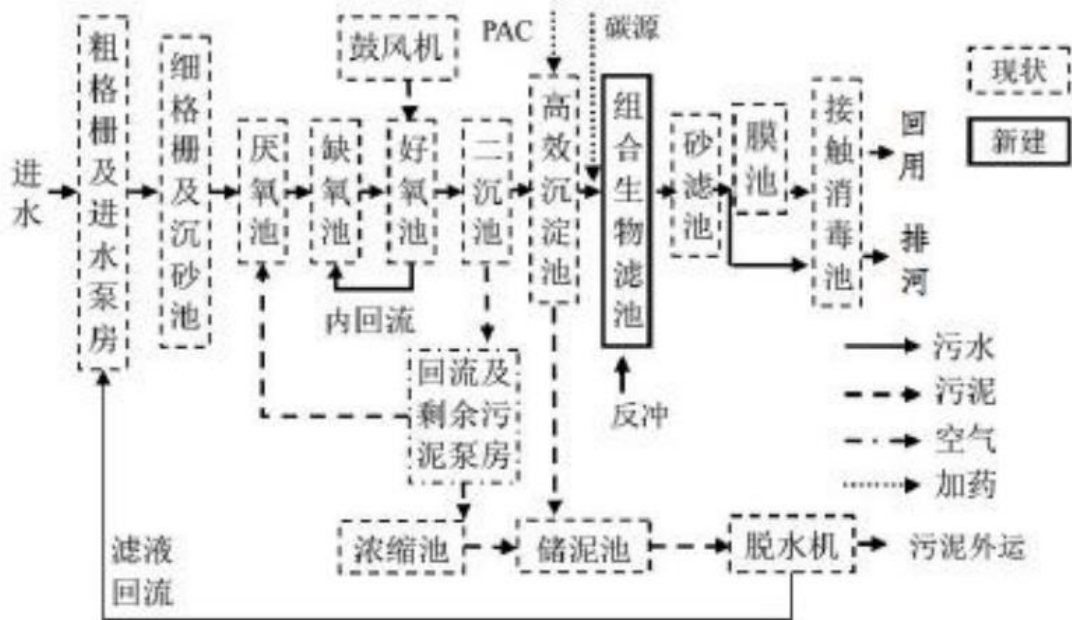 进水
粗格栅及进水泵房
细格栅及沉砂池
厌氧池
缺氧池
鼓风机
好氧池
内回流
二沉池
PAC
高效沉淀池
碳源
组合生物滤池
反冲
砂滤池
膜池
接触消毒池
回用
排河
现状
新建
污水
污泥
空气
加药
回流及
剩余污
泥泵房
浓缩池
储泥池
脱水机
污泥外运
滤液
回流